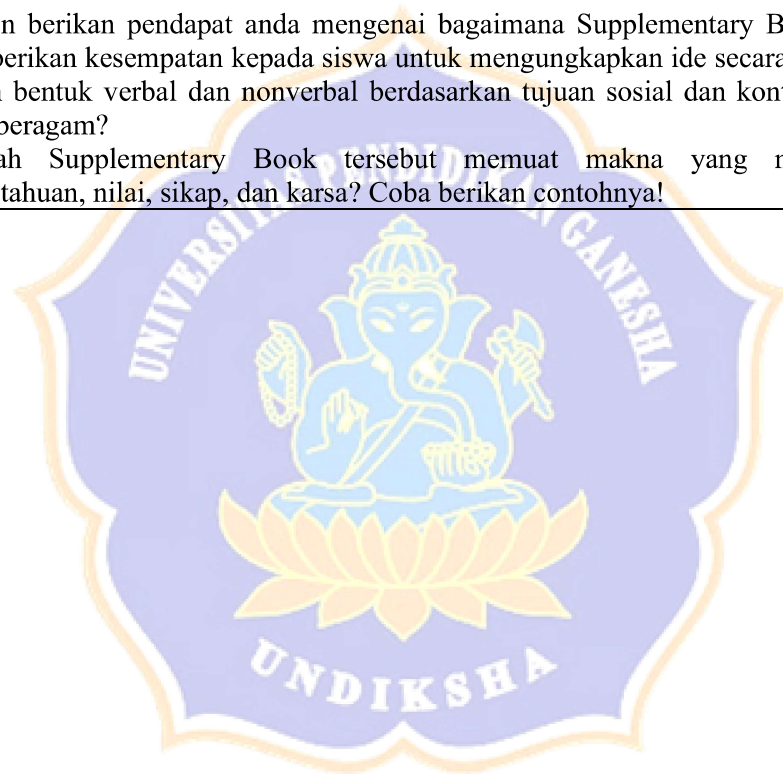 n berikan pendapat anda mengenai bagaimana Supplementary B
berikan kesempatan kepada siswa untuk mengungkapkan ide secara
bentuk verbal dan nonverbal berdasarkan tujuan sosial dan kont
beragam?
ah Supplementary Book tersebut memuat makna yang n
tahuan, nilai, sikap, dan karsa? Coba berikan contohnya!
UNIVERSITAS PENDIDIKAN GANESHA
UNDIKSHA